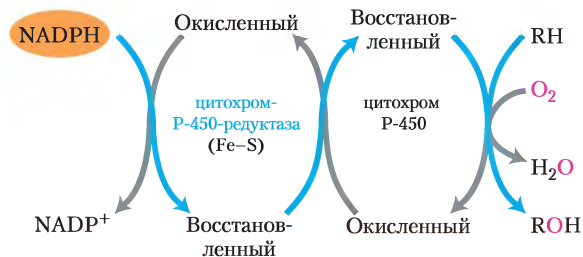 NADPH
Окисленный
Восстанов-
ленный
RH
O₂
цитохром-
P-450-редуктаза
(Fe–S)
цитохром
P-450
H₂O
NADP⁺
Восстанов-
ленный
Окисленный
ROH